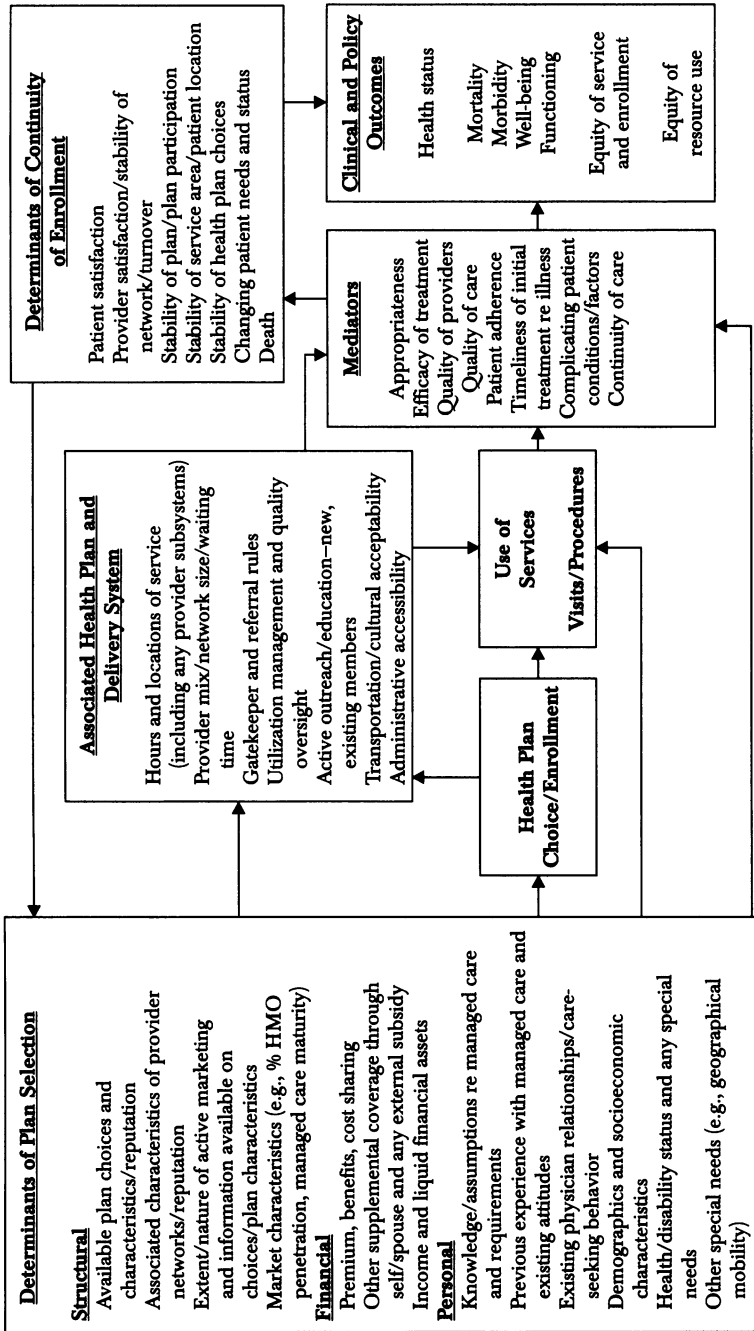 Determinants of Plan Selection
Structural
Available plan choices and
characteristics/reputation
Associated characteristics of provider
networks/reputation
Extent/nature of active marketing
and information available on
choices/plan characteristics
Market characteristics (e.g., % HMO
penetration, managed care maturity)
Financial
Premium, benefits, cost sharing
Other supplemental coverage through
self/spouse and any external subsidy
Income and liquid financial assets
Personal
Knowledge/assumptions re managed care
and requirements
Previous experience with managed care and
existing attitudes
Existing physician relationships/care-
seeking behavior
Demographics and socioeconomic
characteristics
Health/disability status and any special
needs
Other special needs (e.g., geographical
mobility)
Associated Health Plan and
Delivery System
Hours and locations of service
(including any provider subsystems)
Provider mix/network size/waiting
time
Gatekeeper and referral rules
Utilization management and quality
oversight
Active outreach/education–new,
existing members
Transportation/cultural acceptability
Administrative accessibility
Health Plan
Choice/Enrollment
Use of
Services
Visits/Procedures
Determinants of Continuity
of Enrollment
Patient satisfaction
Provider satisfaction/stability of
network/turnover
Stability of plan/plan participation
Stability of service area/patient location
Stability of health plan choices
Changing patient needs and status
Death
Mediators
Appropriateness
Efficacy of treatment
Quality of providers
Quality of care
Patient adherence
Timeliness of initial
treatment re illness
Complicating patient
conditions/factors
Continuity of care
Clinical and Policy
Outcomes
Health status
Mortality
Morbidity
Well-being
Functioning
Equity of service
and enrollment
Equity of
resource use